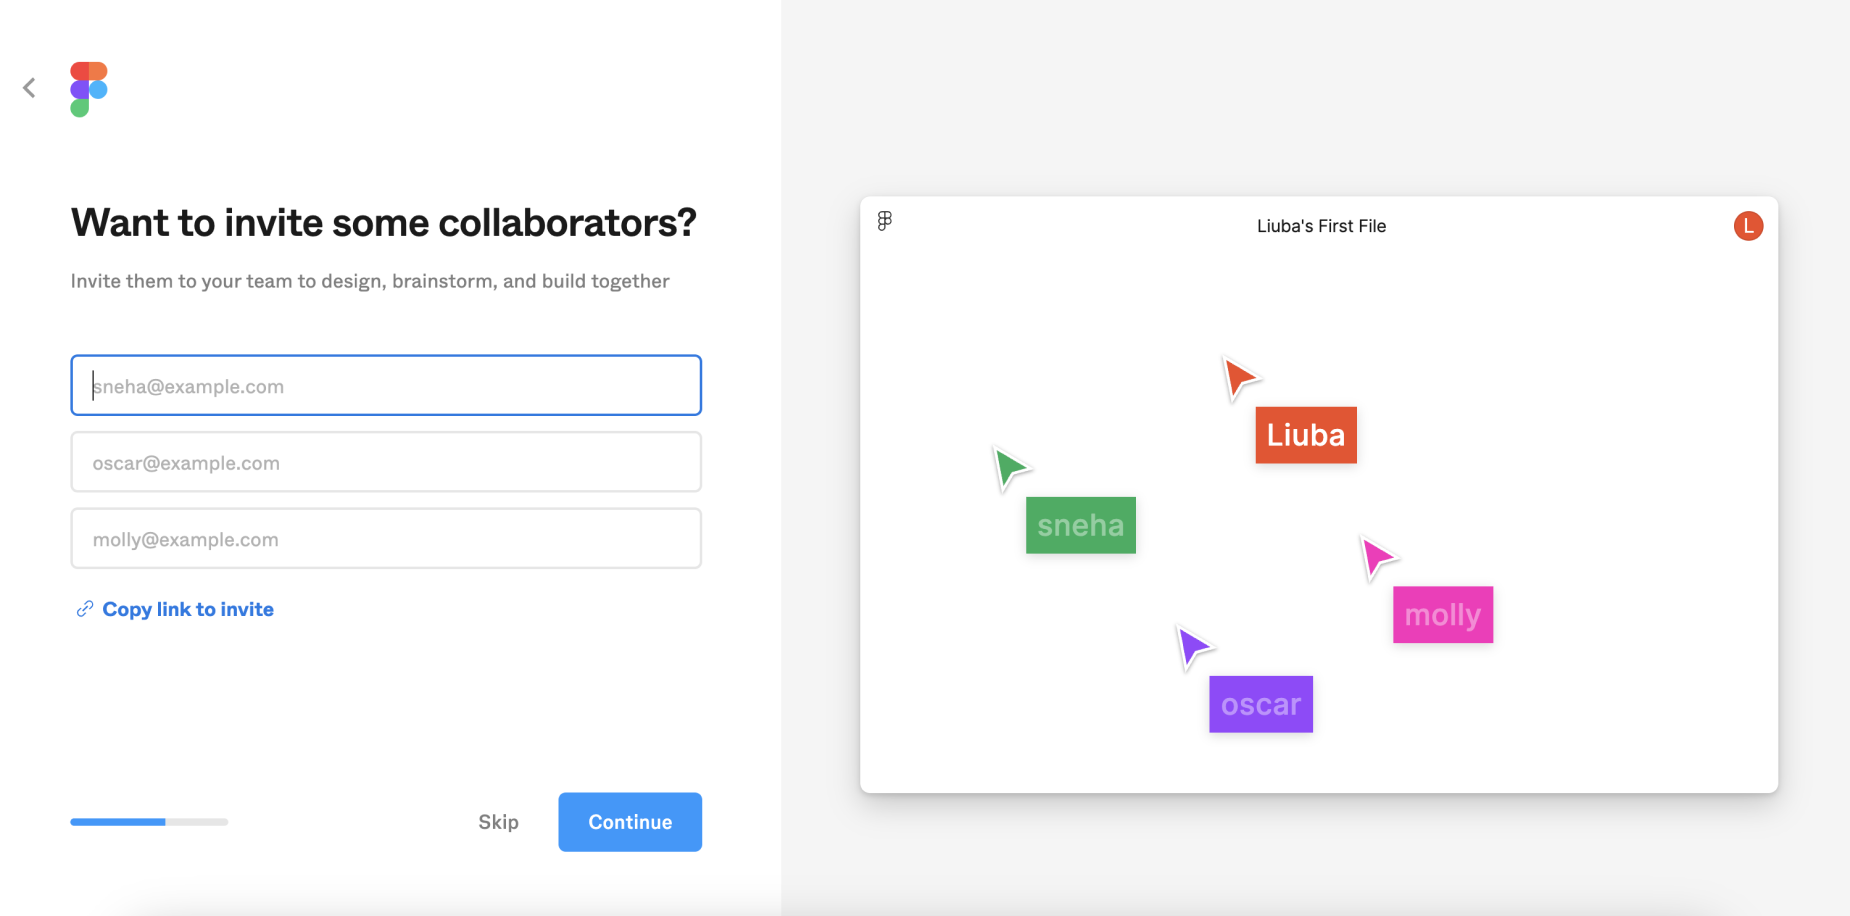 Want to invite some collaborators?
Invite them to your team to design, brainstorm, and build together
sneha@example.com
oscar@example.com
molly@example.com
Copy link to invite
Skip
Continue
Liuba's First File
L
Liuba
sneha
molly
oscar